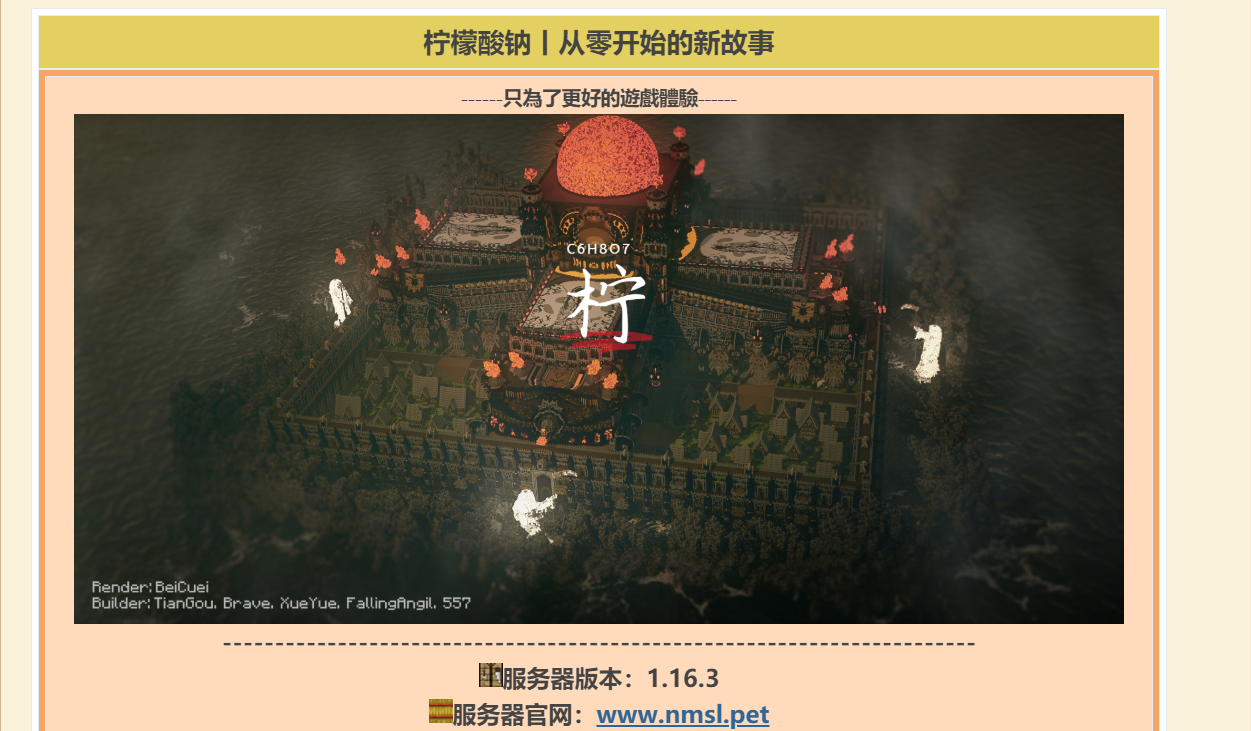 柠檬酸钠丨从零开始的新故事
------只為了更好的遊戲體驗------
C6H8O7
柠
Render: BeiCuei
Builder: TianGou, Brave, XueYue, FallingAngil, 557
------------------------------------------------------------------------
服务器版本：1.16.3
服务器官网：www.nmsl.pet